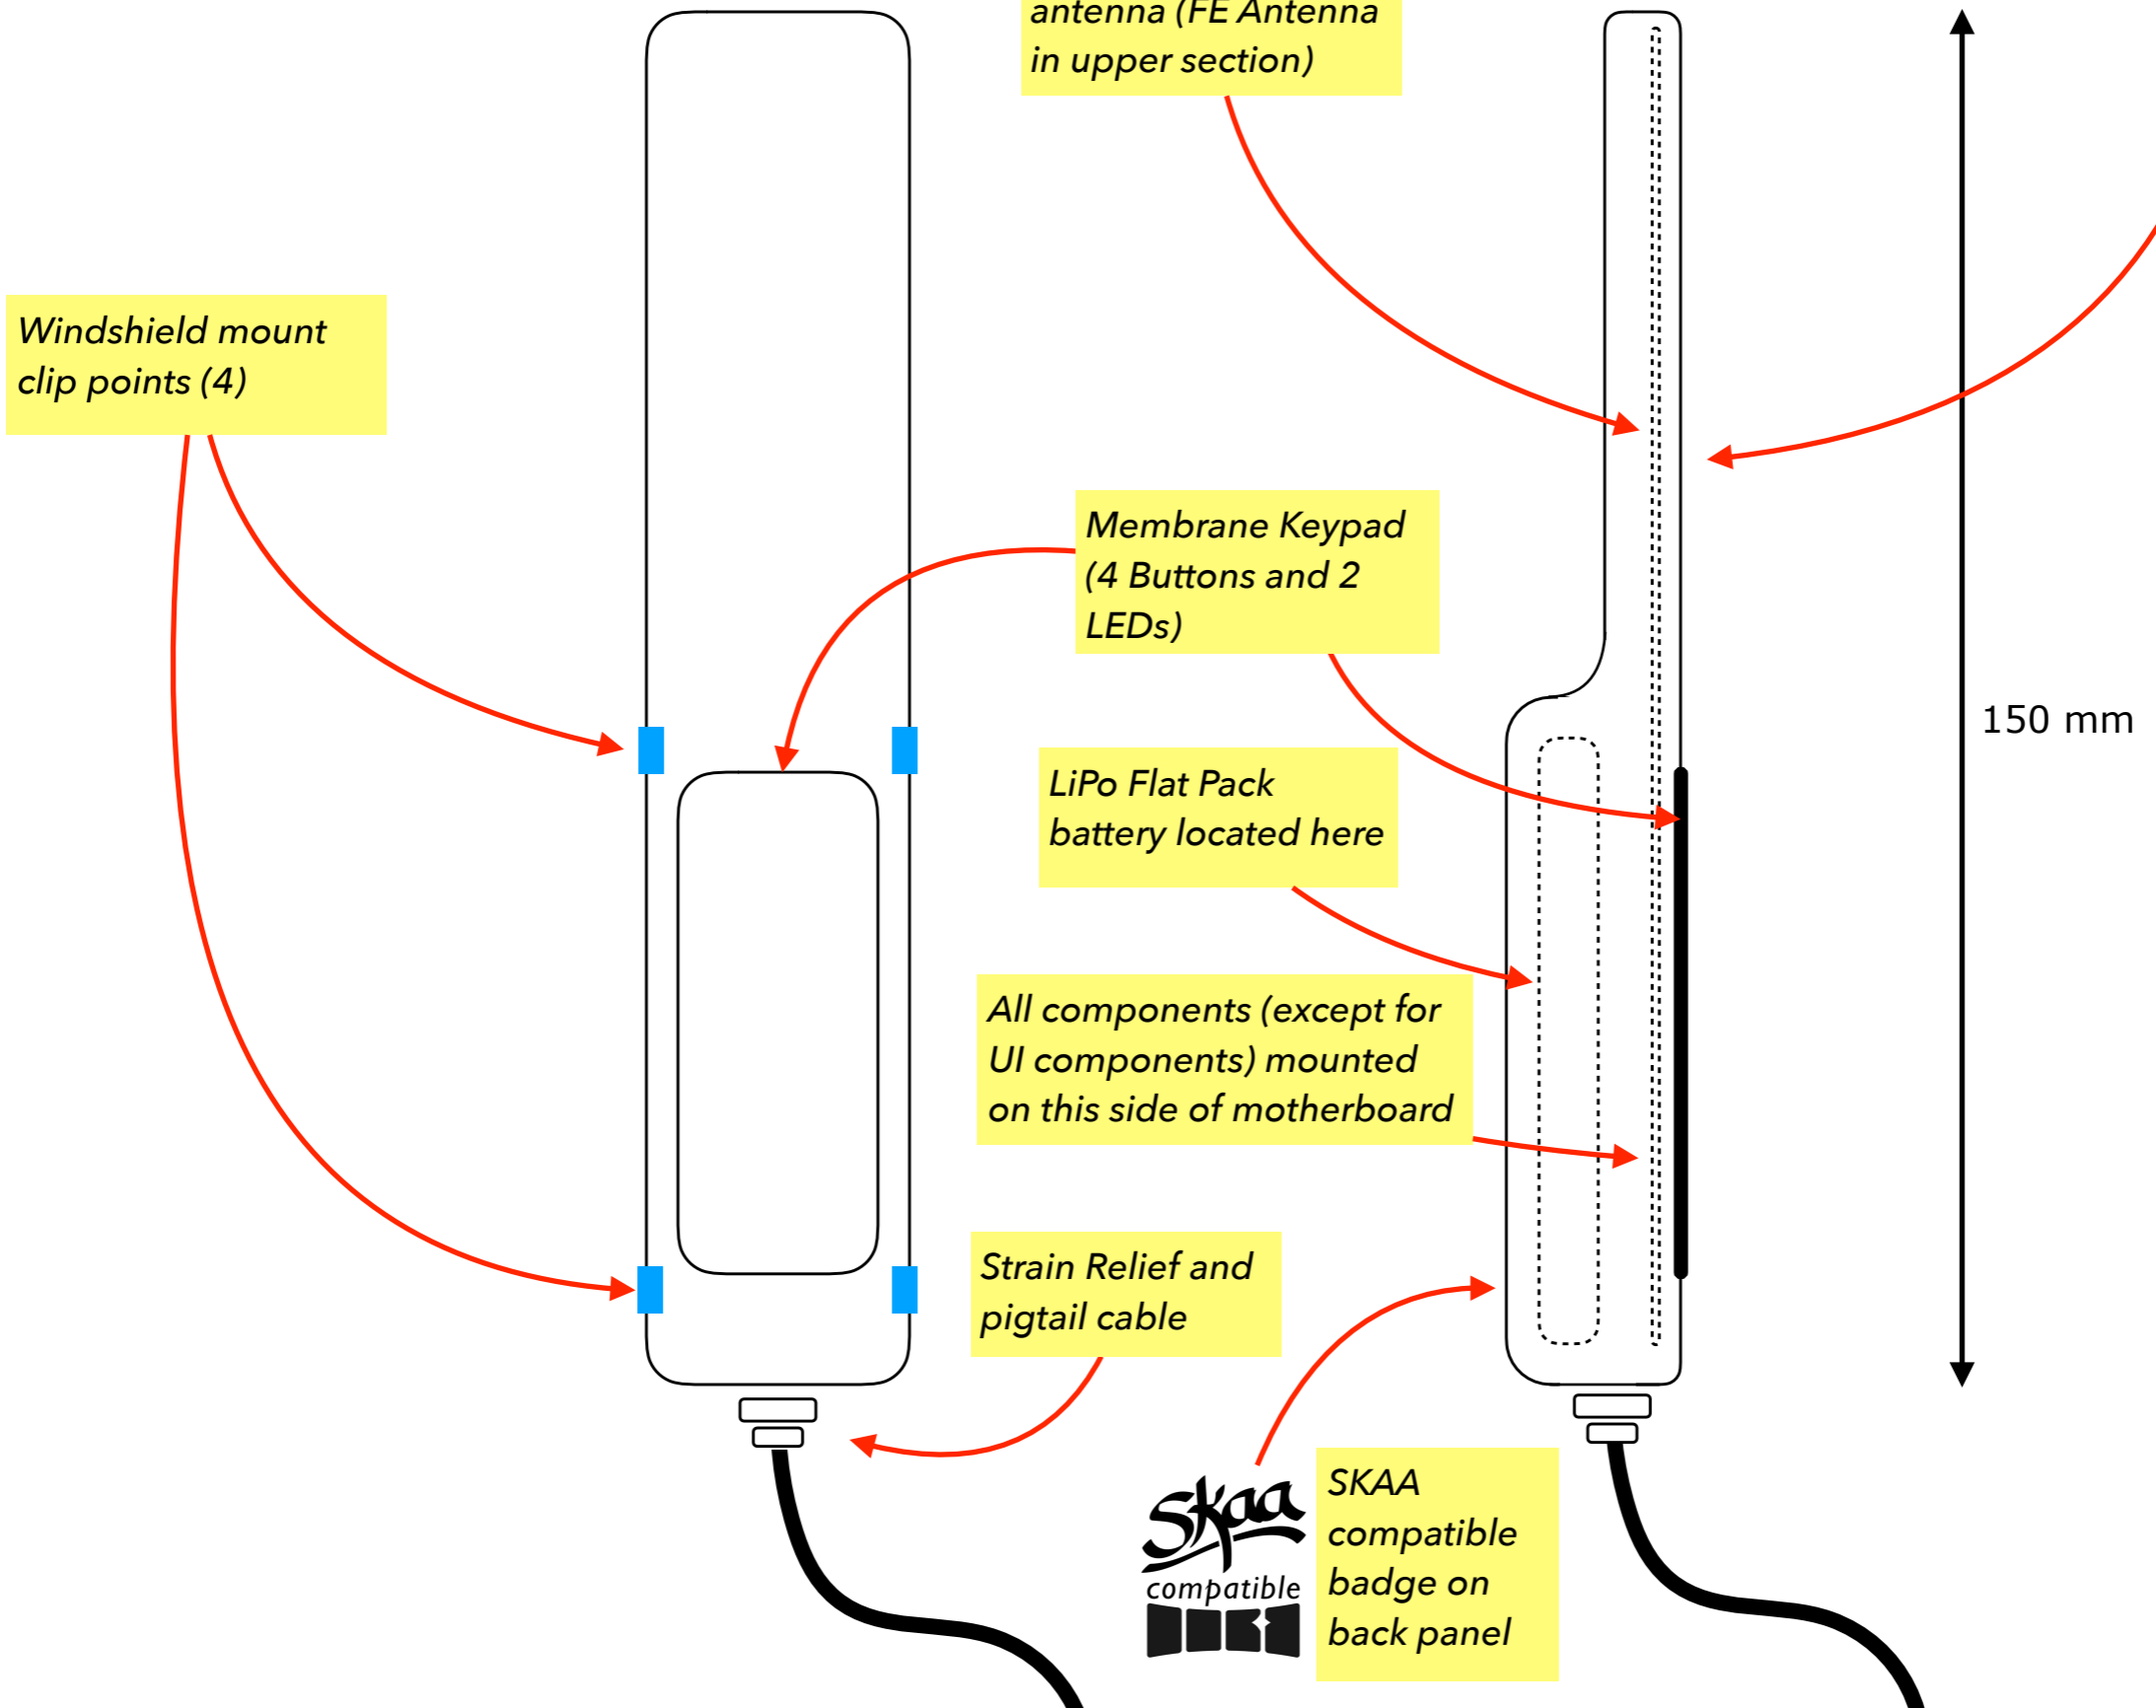 antenna (FE Antenna
in upper section)
Windshield mount
clip points (4)
Membrane Keypad
(4 Buttons and 2
LEDs)
150 mm
LiPo Flat Pack
battery located here
All components (except for
UI components) mounted
on this side of motherboard
Strain Relief and
pigtail cable
Skaa
compatible
SKAA
compatible
badge on
back panel